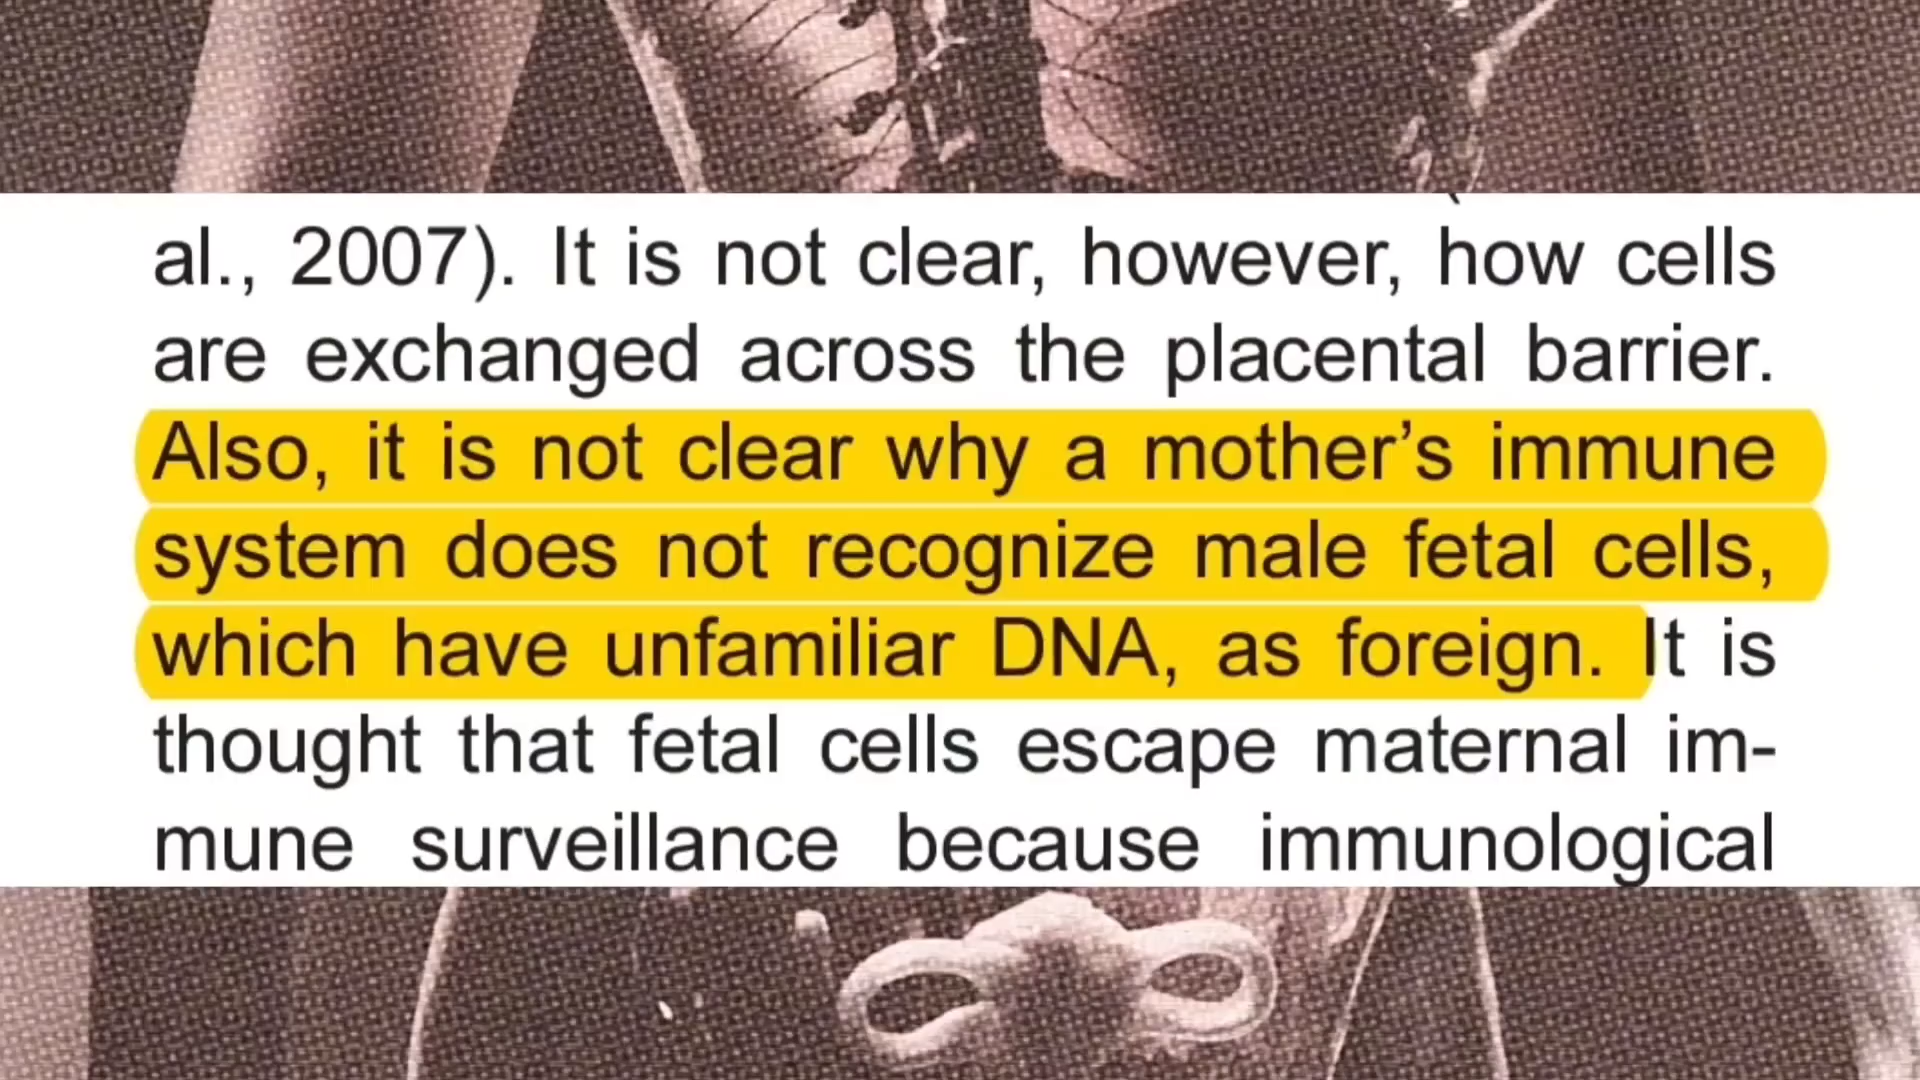 al., 2007). It is not clear, however, how cells
are exchanged across the placental barrier.
Also, it is not clear why a mother’s immune
system does not recognize male fetal cells,
which have unfamiliar DNA, as foreign. It is
thought that fetal cells escape maternal im-
mune surveillance because immunological